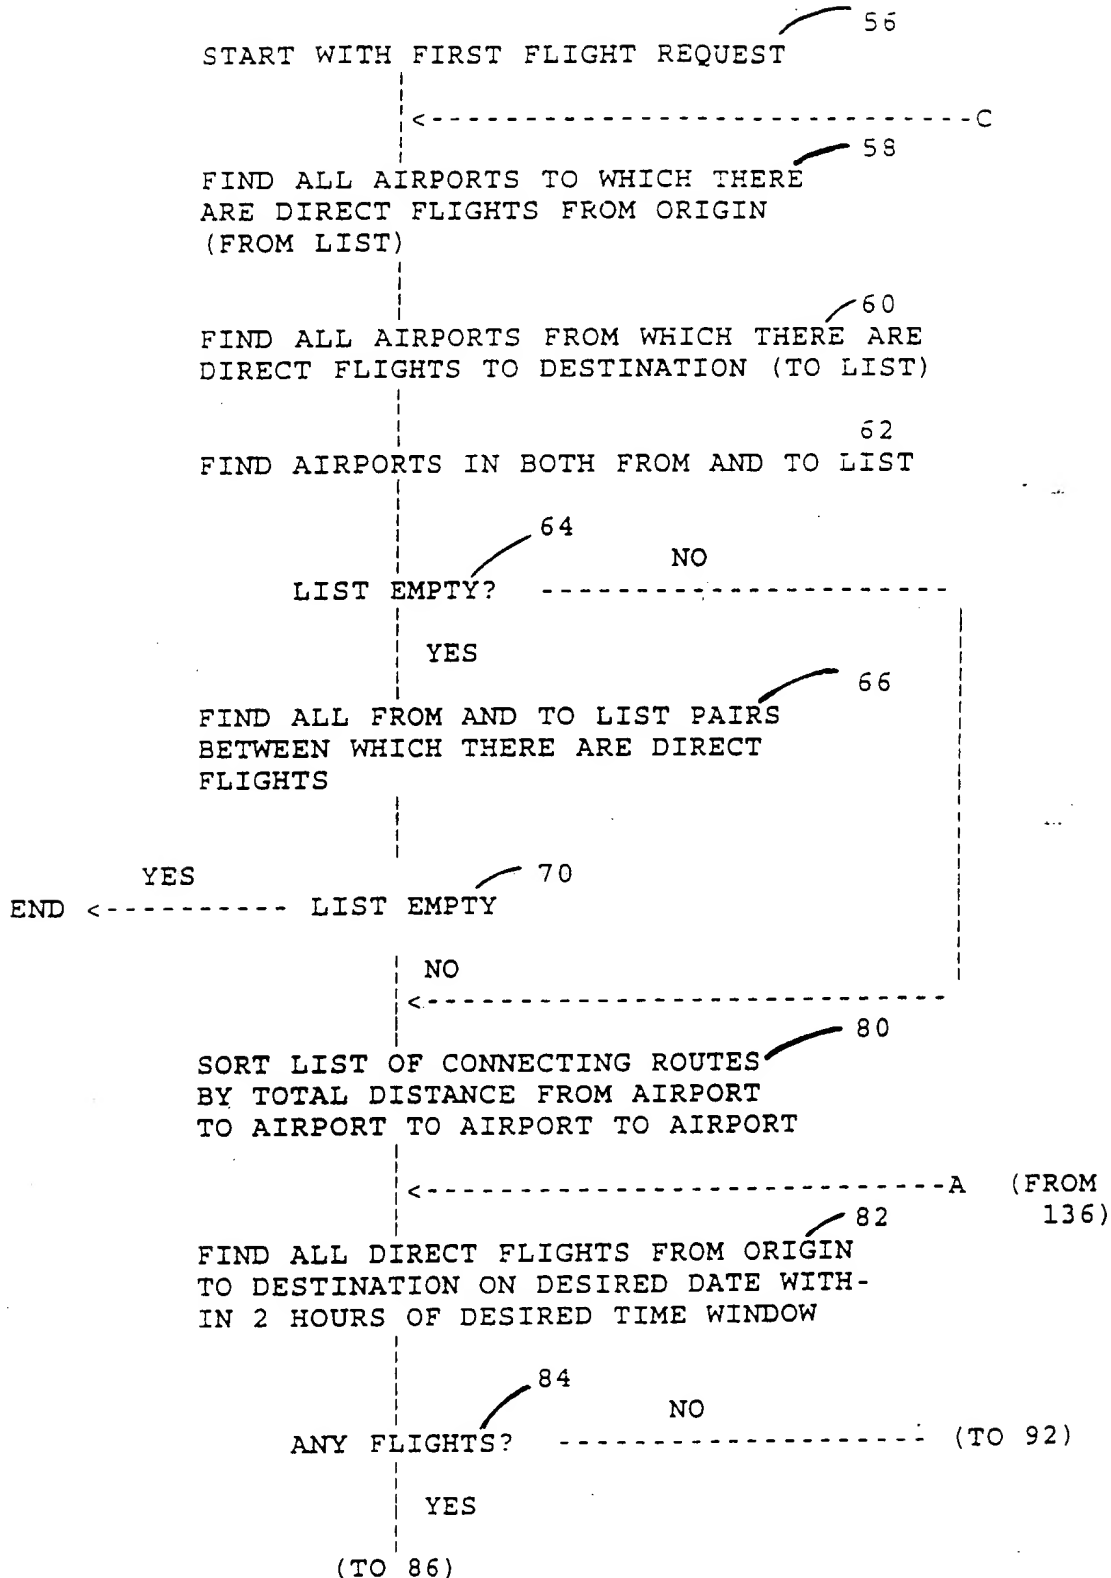 56
START WITH FIRST FLIGHT REQUEST
C
58
FIND ALL AIRPORTS TO WHICH THERE
ARE DIRECT FLIGHTS FROM ORIGIN
(FROM LIST)
60
FIND ALL AIRPORTS FROM WHICH THERE ARE
DIRECT FLIGHTS TO DESTINATION (TO LIST)
62
FIND AIRPORTS IN BOTH FROM AND TO LIST
64
NO
LIST EMPTY?
YES
66
FIND ALL FROM AND TO LIST PAIRS
BETWEEN WHICH THERE ARE DIRECT
FLIGHTS
YES
70
END LIST EMPTY
NO
80
SORT LIST OF CONNECTING ROUTES
BY TOTAL DISTANCE FROM AIRPORT
TO AIRPORT TO AIRPORT TO AIRPORT
A (FROM
136)
82
FIND ALL DIRECT FLIGHTS FROM ORIGIN
TO DESTINATION ON DESIRED DATE WITH-
IN 2 HOURS OF DESIRED TIME WINDOW
84
NO
ANY FLIGHTS? (TO 92)
YES
(TO 86)